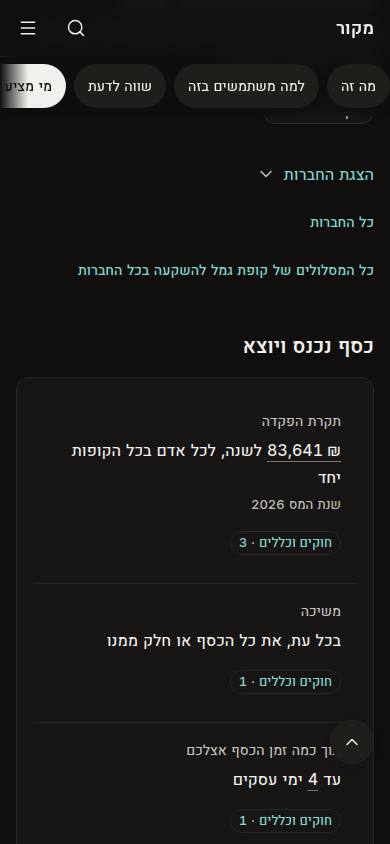 מקור
מה זה
למה משתמשים בזה
שווה לדעת
מי מציע
הצגת החברות
כל החברות
כל המסלולים של קופת גמל להשקעה בכל החברות
כסף נכנס ויוצא
תקרת הפקדה
₪ 83,641 לשנה, לכל אדם בכל הקופות
יחד
שנת המס 2026
חוקים וכללים · 3
משיכה
בכל עת, את כל הכסף או חלק ממנו
חוקים וכללים · 1
כמה זמן הכסף אצלכם
עד 4 ימי עסקים
חוקים וכללים · 1